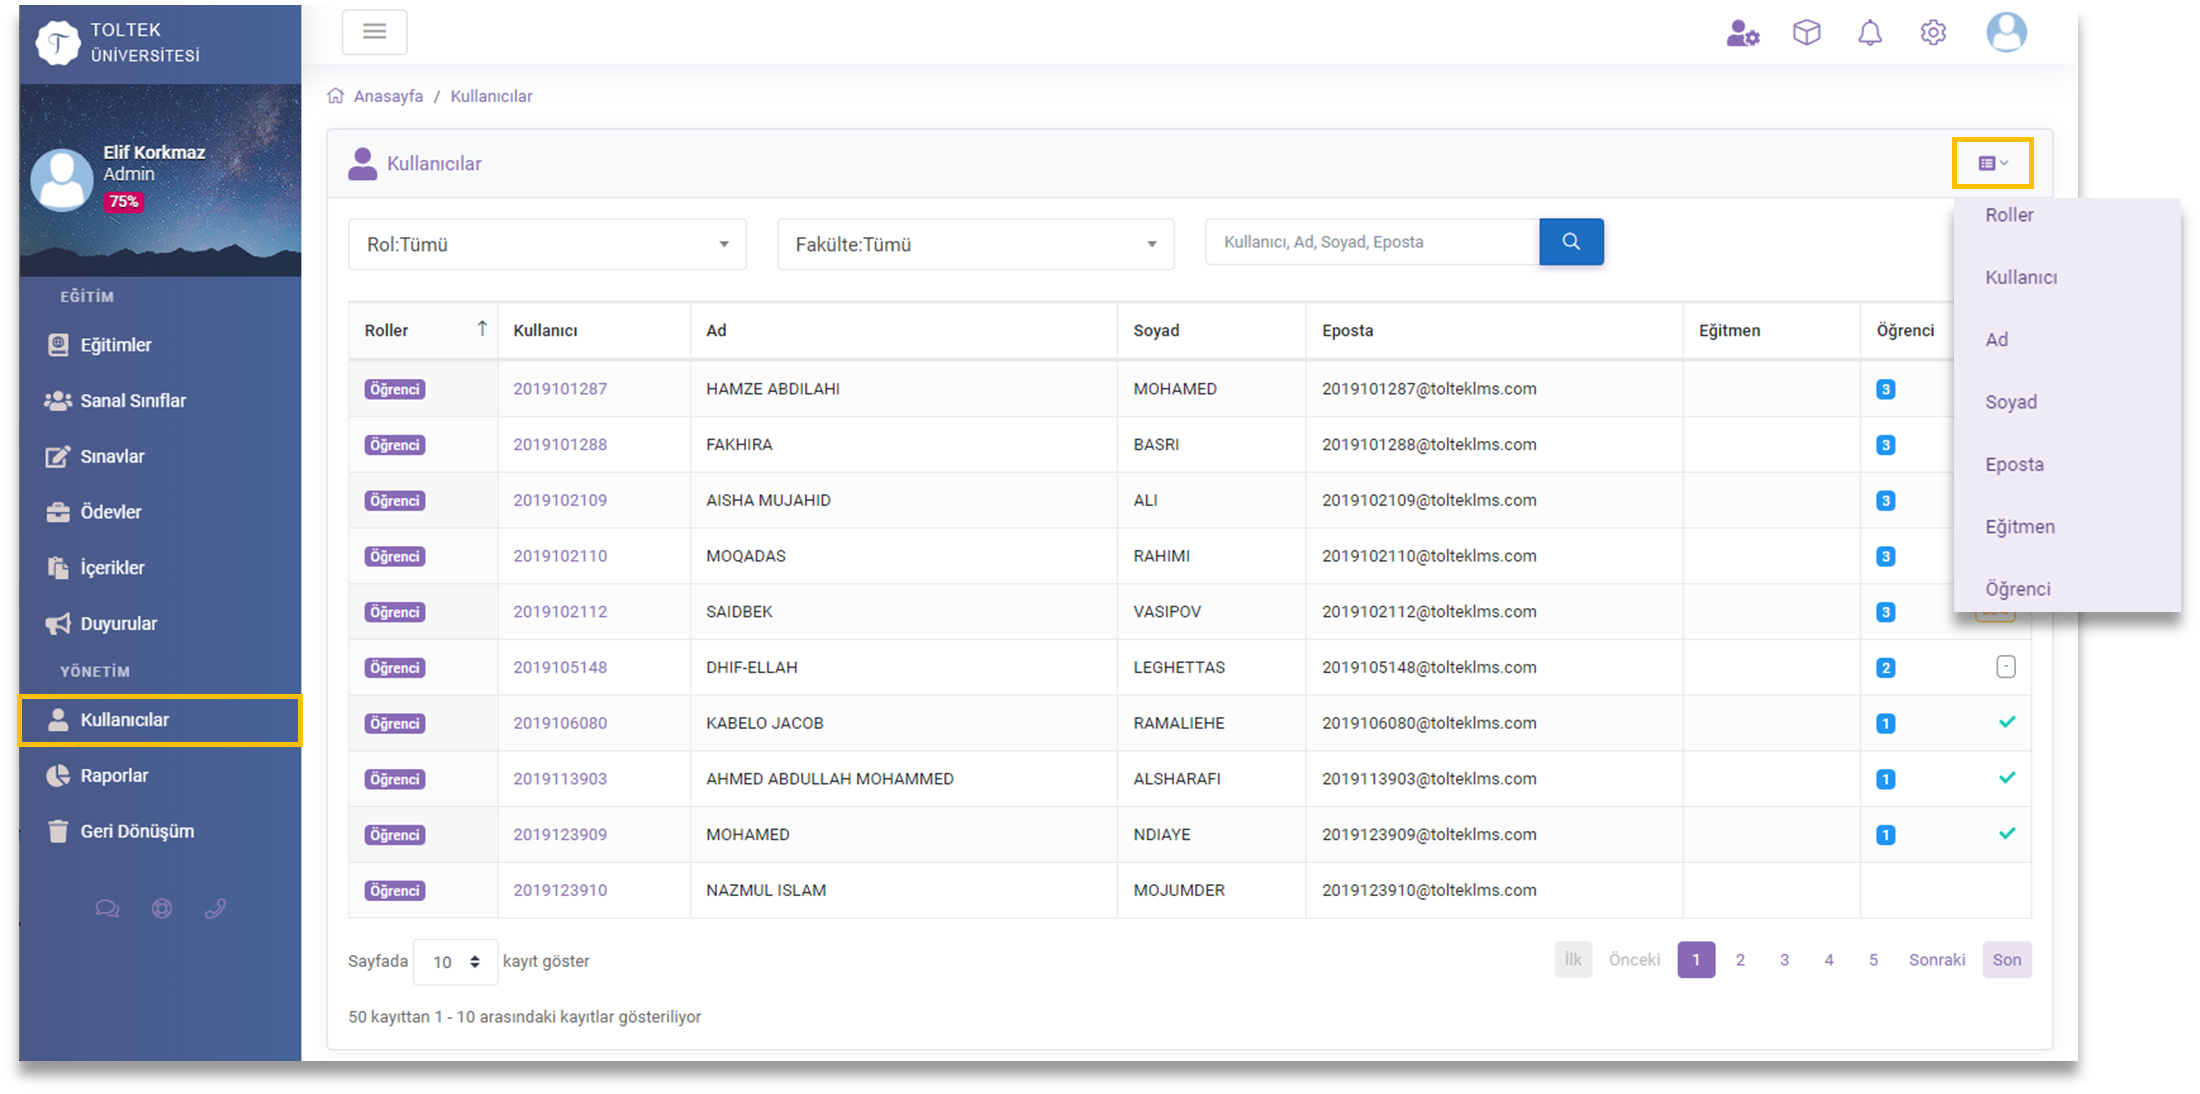 TOLTEK
ÜNİVERSİTESİ
Elif Korkmaz
Admin
75%
EĞİTİM
Eğitimler
Sanal Sınıflar
Sınavlar
Ödevler
İçerikler
Duyurular
YÖNETİM
Kullanıcılar
Raporlar
Geri Dönüşüm
Anasayfa / Kullanıcılar
Kullanıcılar
Rol:Tümü Fakülte:Tümü Kullanıcı, Ad, Soyad, Eposta
Roller Kullanıcı Ad Soyad Eposta Eğitmen Öğrenci
Öğrenci 2019101287 HAMZE ABDILAHI MOHAMED 2019101287@tolteklms.com 3
Öğrenci 2019101288 FAKHIRA BASRI 2019101288@tolteklms.com 3
Öğrenci 2019102109 AISHA MUJAHID ALI 2019102109@tolteklms.com 3
Öğrenci 2019102110 MOQADAS RAHIMI 2019102110@tolteklms.com 3
Öğrenci 2019102112 SAIDBEK VASIPOV 2019102112@tolteklms.com 3
Öğrenci 2019105148 DHIF-ELLAH LEGHETTAS 2019105148@tolteklms.com 2 -
Öğrenci 2019106080 KABELO JACOB RAMALIEHE 2019106080@tolteklms.com 1
Öğrenci 2019113903 AHMED ABDULLAH MOHAMMED ALSHARAFI 2019113903@tolteklms.com 1
Öğrenci 2019123909 MOHAMED NDIAYE 2019123909@tolteklms.com 1
Öğrenci 2019123910 NAZMUL ISLAM MOJUMDER 2019123910@tolteklms.com
Sayfada 10 kayıt göster
İlk Önceki 1 2 3 4 5 Sonraki Son
50 kayıttan 1 - 10 arasındaki kayıtlar gösteriliyor
Roller
Kullanıcı
Ad
Soyad
Eposta
Eğitmen
Öğrenci